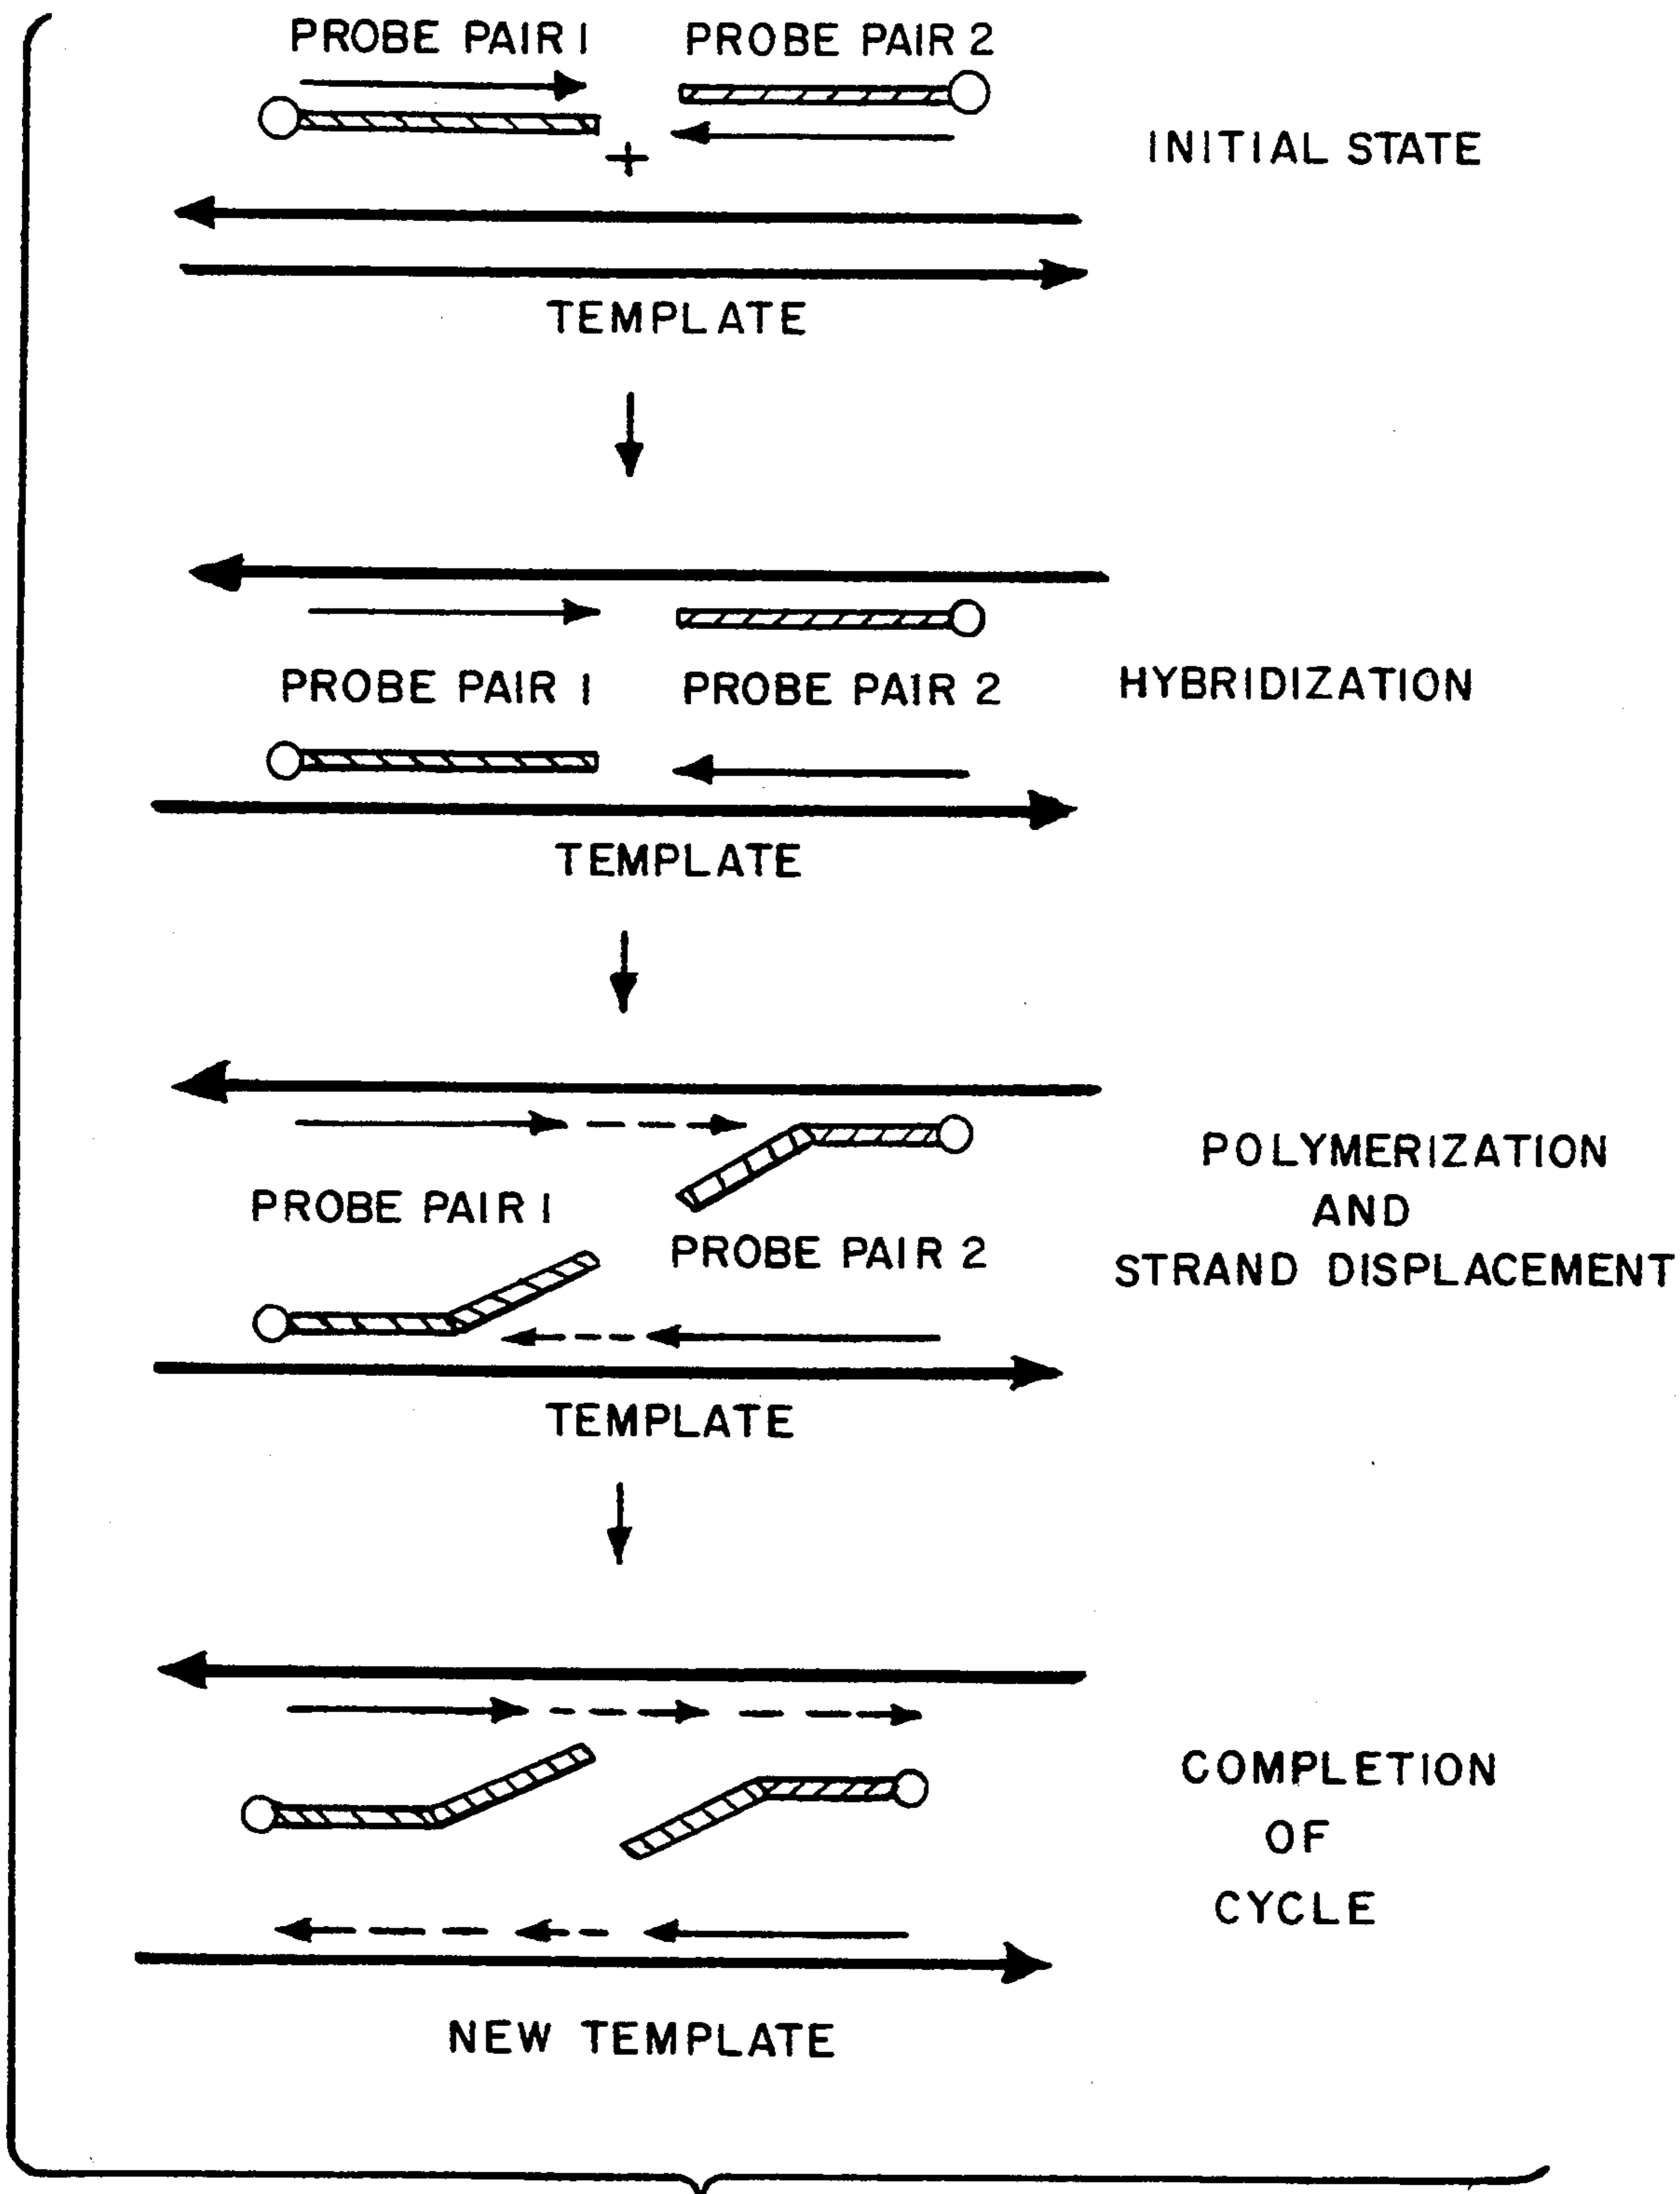 PROBE PAIR 1 PROBE PAIR 2
+
INITIAL STATE
TEMPLATE
PROBE PAIR 1 PROBE PAIR 2
HYBRIDIZATION
TEMPLATE
POLYMERIZATION
AND
STRAND DISPLACEMENT
PROBE PAIR 1
PROBE PAIR 2
TEMPLATE
COMPLETION
OF
CYCLE
NEW TEMPLATE